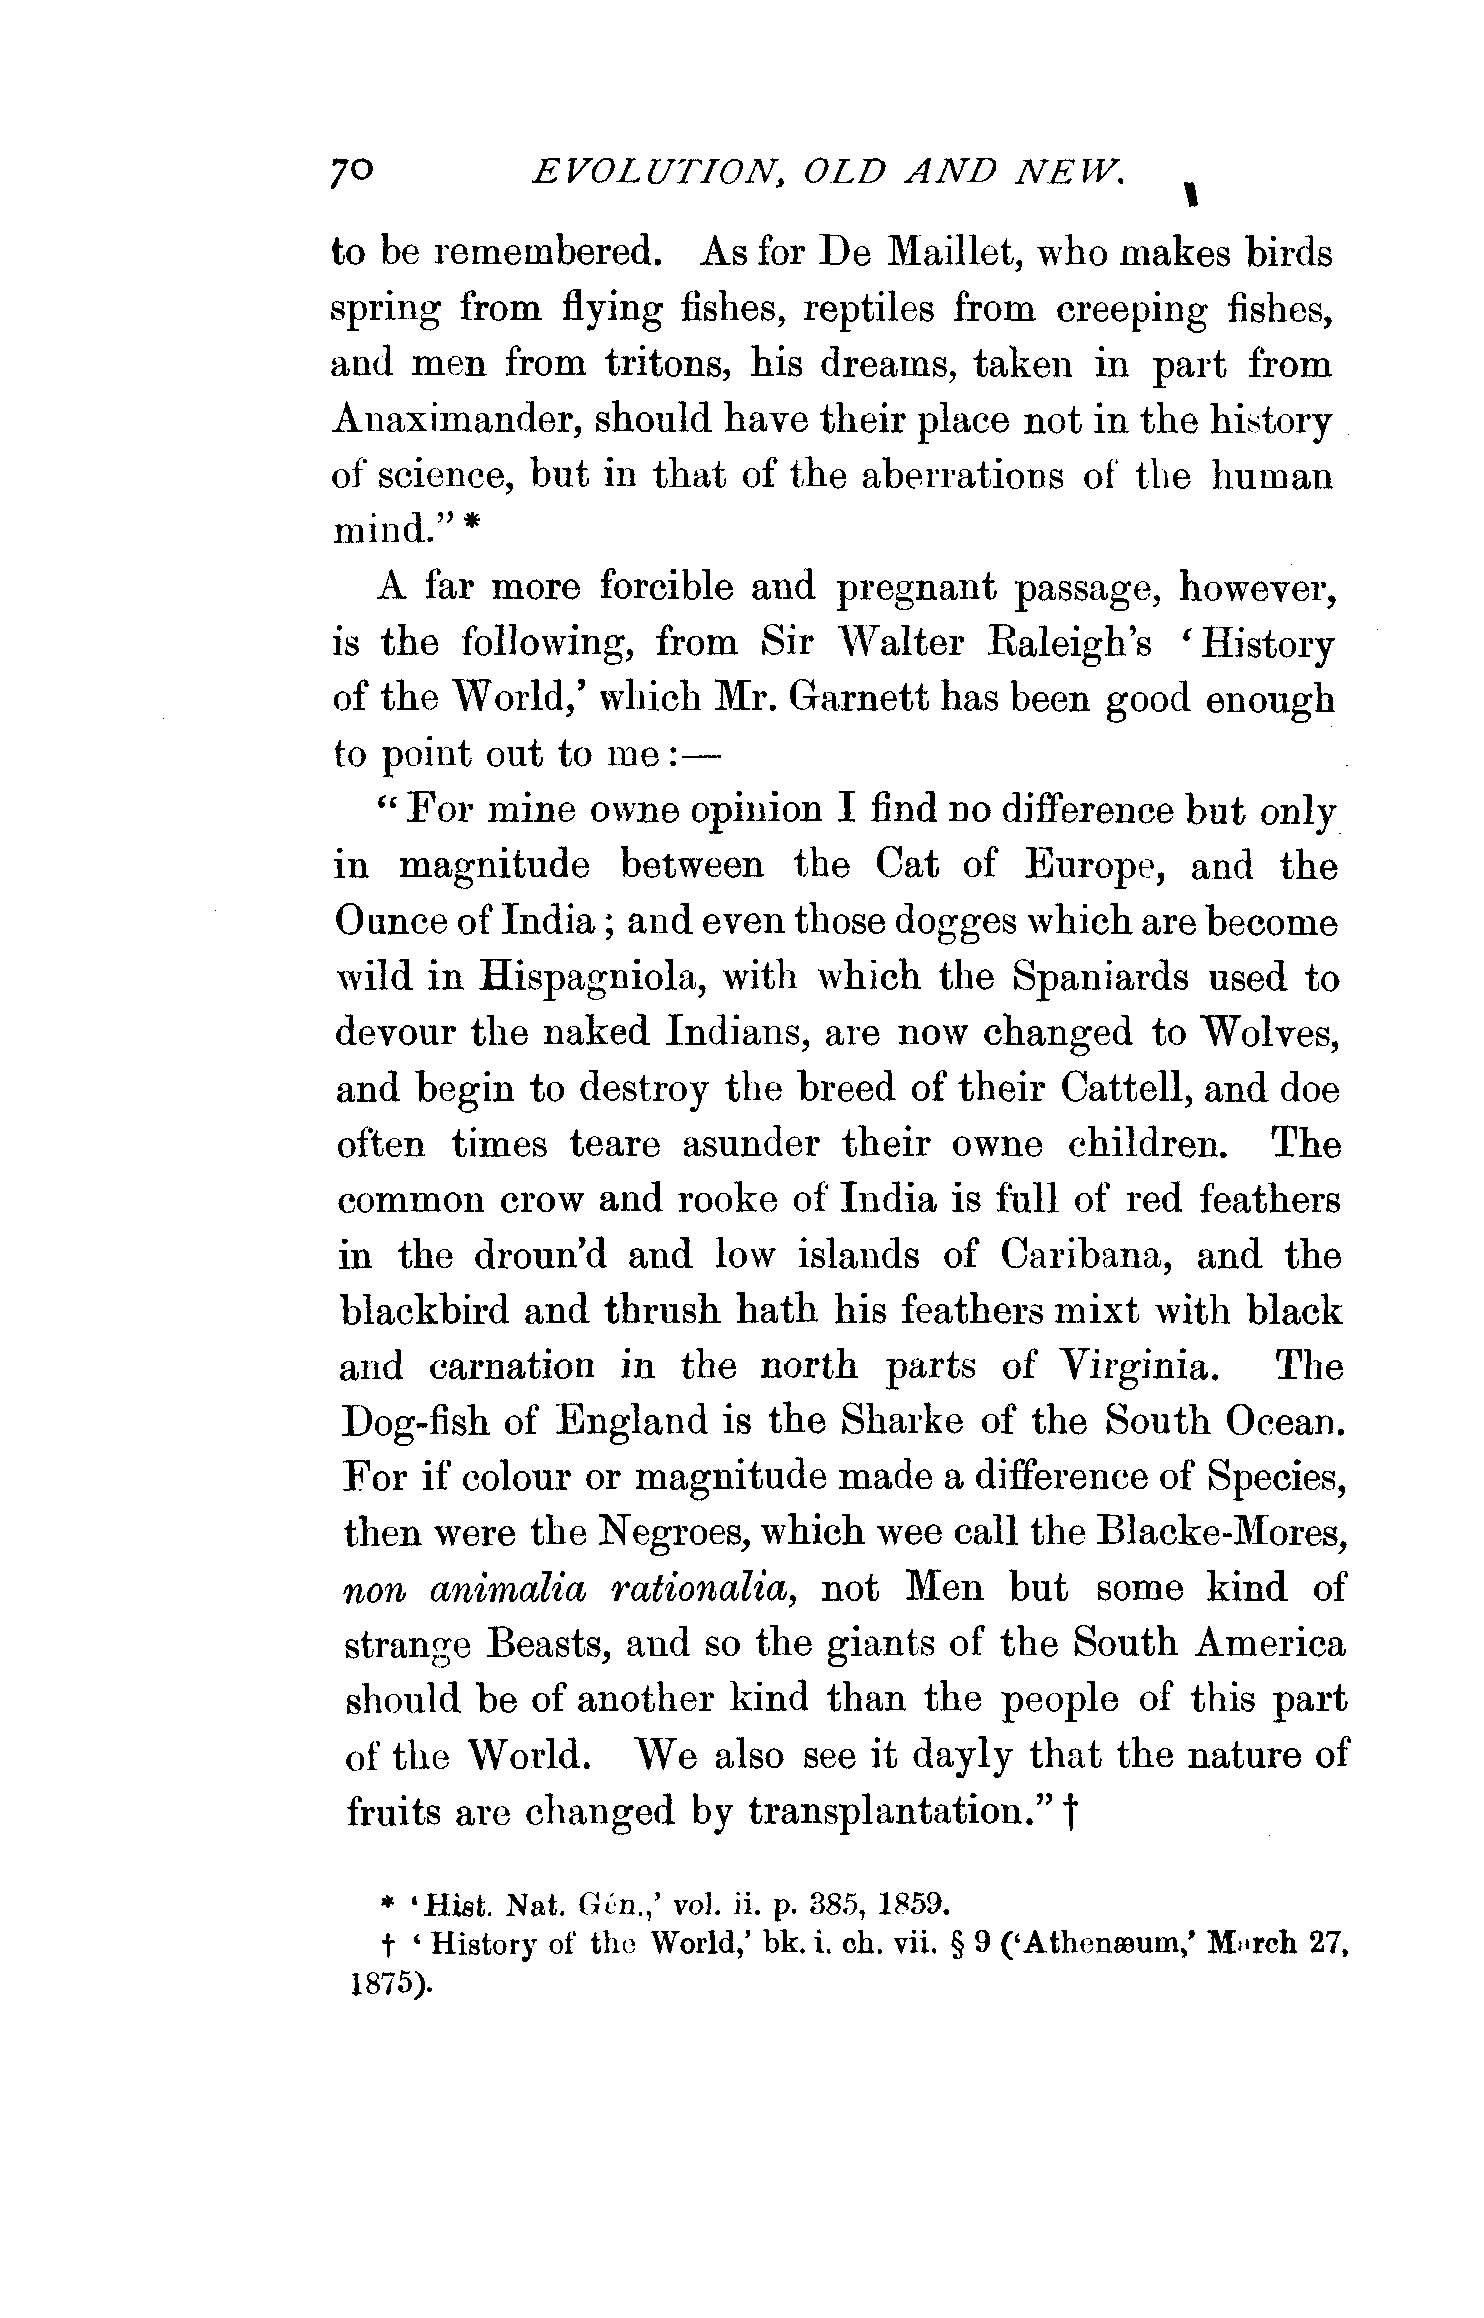 70 EVOLUTION, OLD AND NEW.
to be remembered. As for De Maillet, who makes birds
spring from flying fishes, reptiles from creeping fishes,
and men from tritons, his dreams, taken in part from
Anaximander, should have their place not in the history
of science, but in that of the aberrations of the human
mind." *
A far more forcible and pregnant passage, however,
is the following, from Sir Walter Raleigh's ‘History
of the World,’ which Mr. Garnett has been good enough
to point out to me:—
"For mine owne opinion I find no difference but only
in magnitude between the Cat of Europe, and the
Ounce of India; and even those dogges which are become
wild in Hispagniola, with which the Spaniards used to
devour the naked Indians, are now changed to Wolves,
and begin to destroy the breed of their Cattell, and doe
often times teare asunder their owne children. The
common crow and rooke of India is full of red feathers
in the droun'd and low islands of Caribana, and the
blackbird and thrush hath his feathers mixt with black
and carnation in the north parts of Virginia. The
Dog-fish of England is the Sharke of the South Ocean.
For if colour or magnitude made a difference of Species,
then were the Negroes, which wee call the Blacke-Mores,
non animalia rationalia, not Men but some kind of
strange Beasts, and so the giants of the South America
should be of another kind than the people of this part
of the World. We also see it dayly that the nature of
fruits are changed by transplantation." †
* ‘Hist. Nat. Gén.,’ vol. ii. p. 385, 1859.
† ‘History of the World,’ bk. i. ch. vii. § 9 (‘Athenæum,’ March 27,
1875).